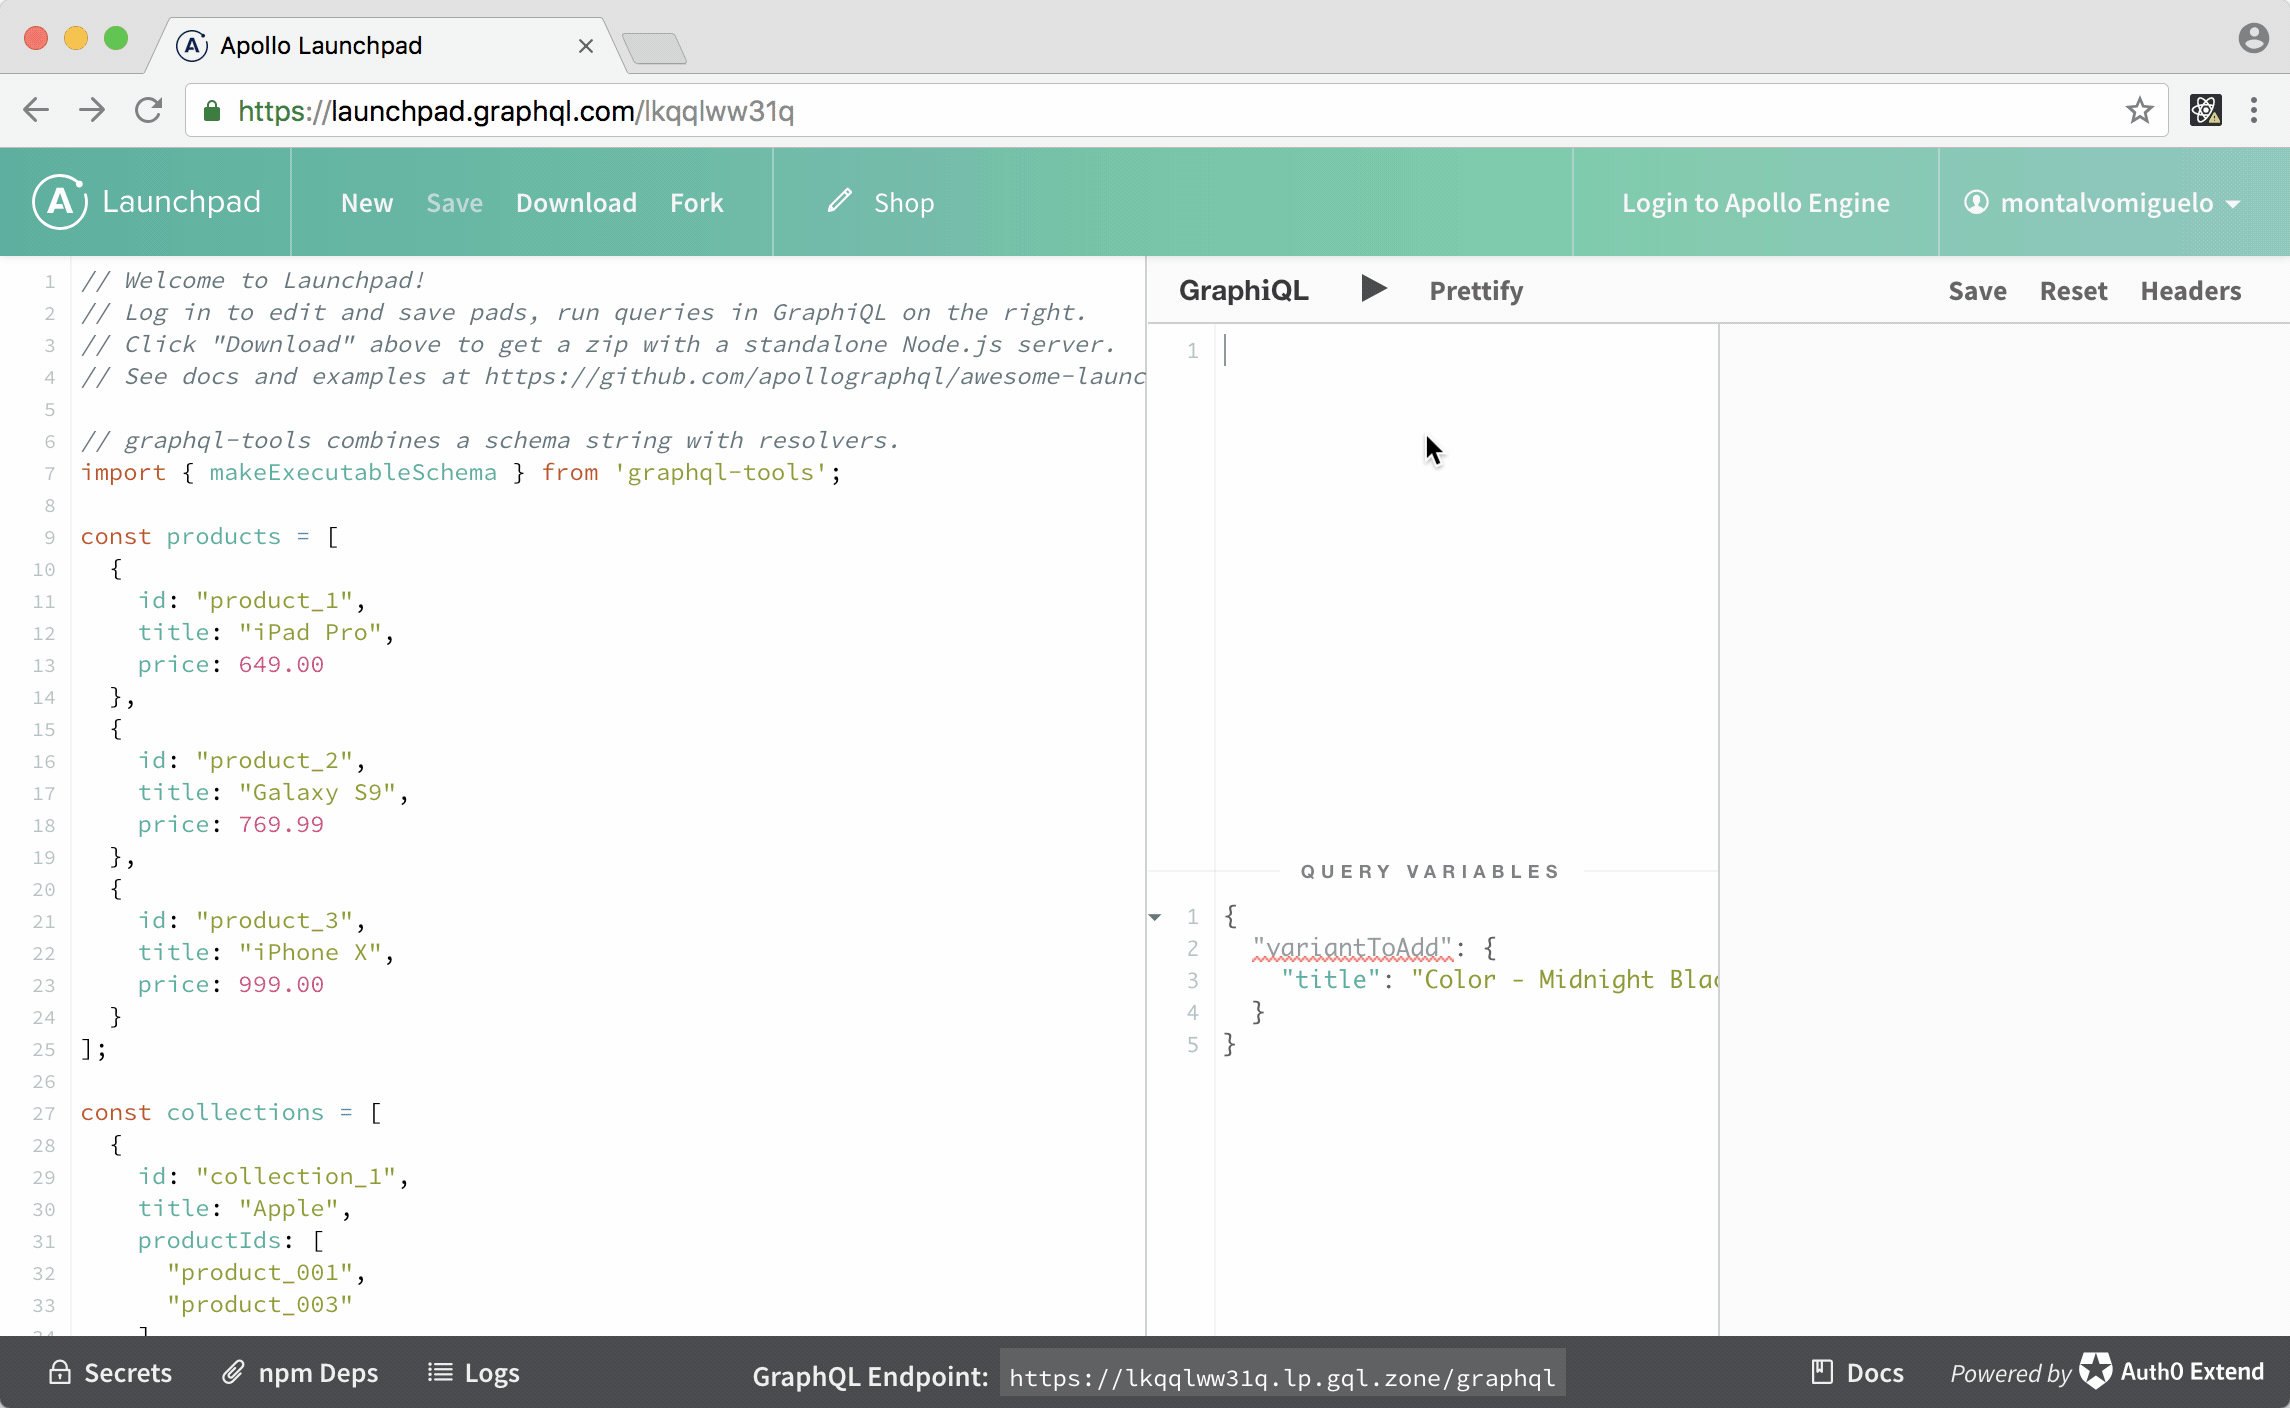 Apollo Launchpad
https://launchpad.graphql.com/lkqqlww31q
Launchpad
New Save Download Fork
Shop
Login to Apollo Engine
montalvomiguelo
1 // Welcome to Launchpad!
2 // Log in to edit and save pads, run queries in GraphiQL on the right.
3 // Click "Download" above to get a zip with a standalone Node.js server.
4 // See docs and examples at https://github.com/apollographql/awesome-launc
5
6 // graphql-tools combines a schema string with resolvers.
7 import { makeExecutableSchema } from 'graphql-tools';
8
9 const products = [
10 {
11 id: "product_1",
12 title: "iPad Pro",
13 price: 649.00
14 },
15 {
16 id: "product_2",
17 title: "Galaxy S9",
18 price: 769.99
19 },
20 {
21 id: "product_3",
22 title: "iPhone X",
23 price: 999.00
24 }
25 ];
26
27 const collections = [
28 {
29 id: "collection_1",
30 title: "Apple",
31 productIds: [
32 "product_001",
33 "product_003"
GraphiQL Prettify Save Reset Headers
1
QUERY VARIABLES
1 {
2 "variantToAdd": {
3 "title": "Color - Midnight Blac
4 }
5 }
Secrets npm Deps Logs
GraphQL Endpoint: https://lkqqlww31q.lp.gql.zone/graphql
Docs
Powered by Auth0 Extend